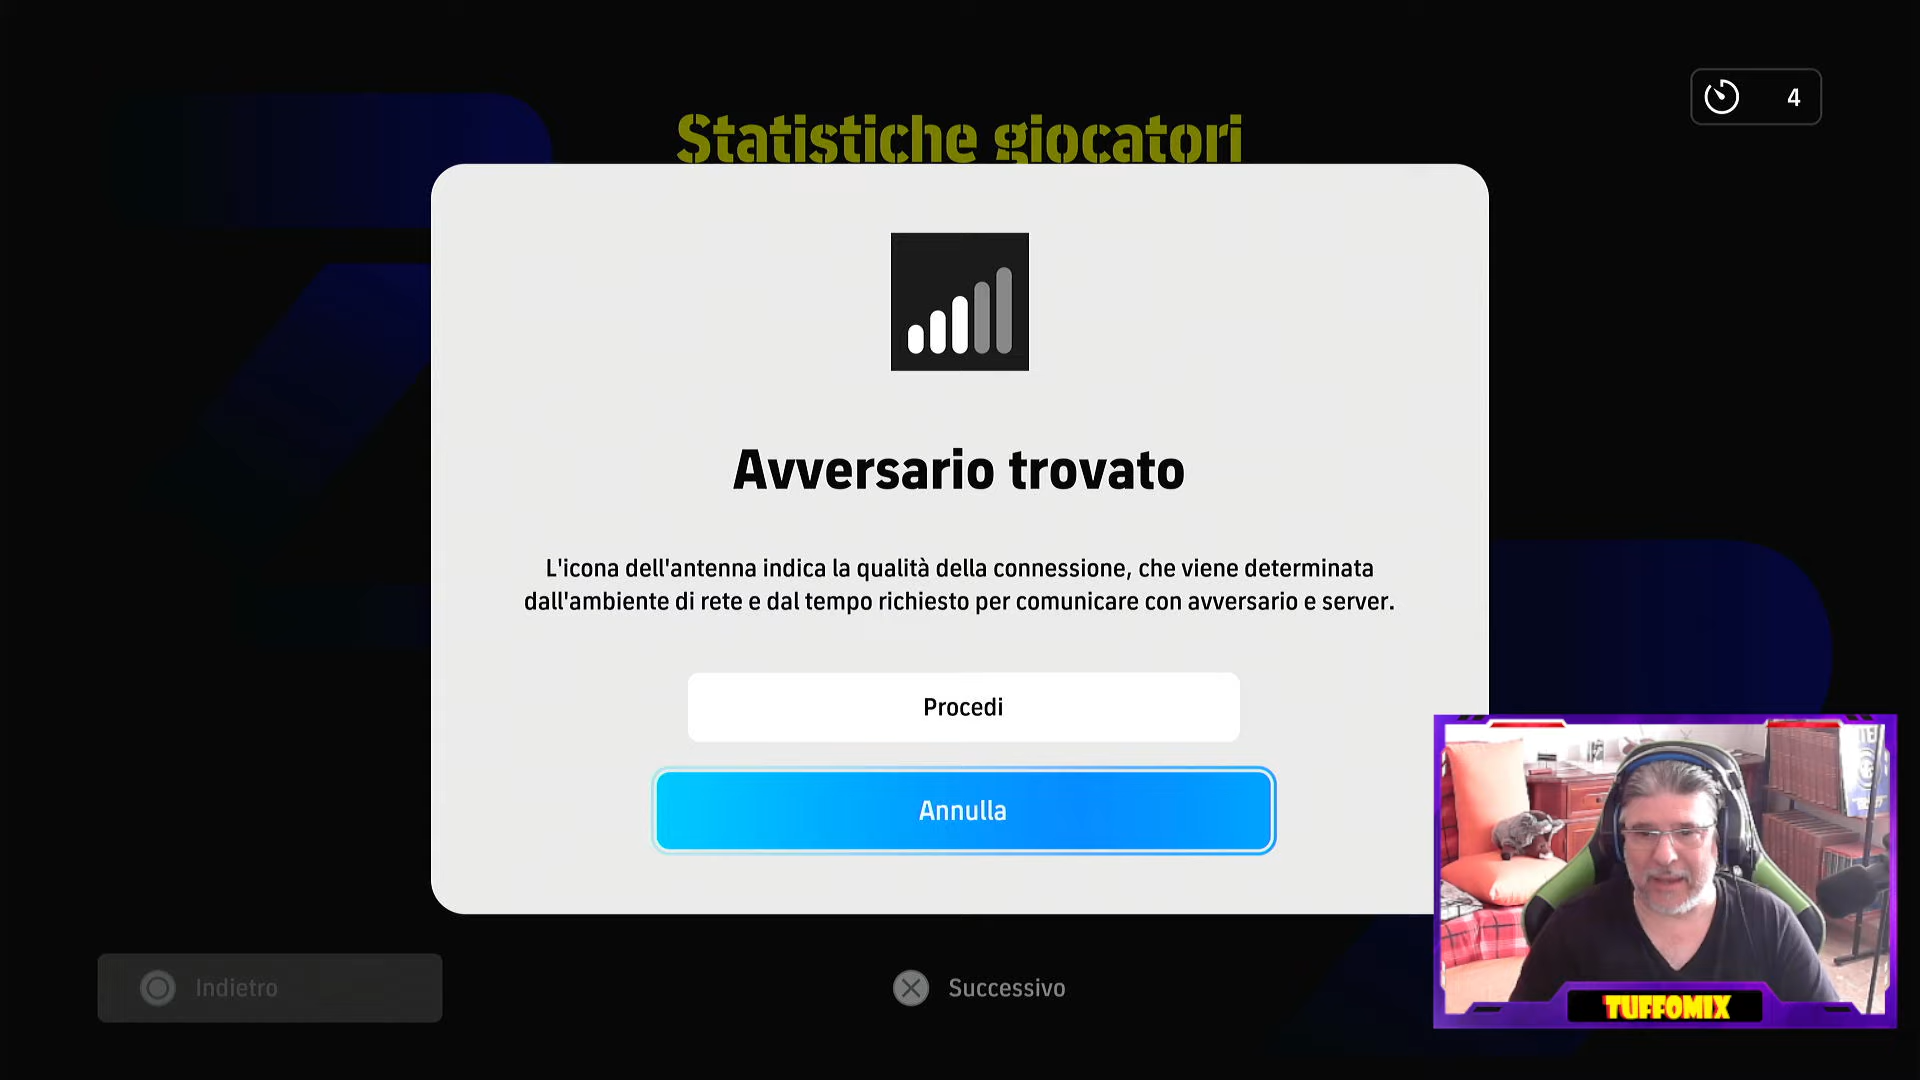 4
Statistiche giocatori
Avversario trovato
L'icona dell'antenna indica la qualità della connessione, che viene determinata
dall'ambiente di rete e dal tempo richiesto per comunicare con avversario e server.
Procedi
Annulla
Indietro
Successivo
TUFFOMIX